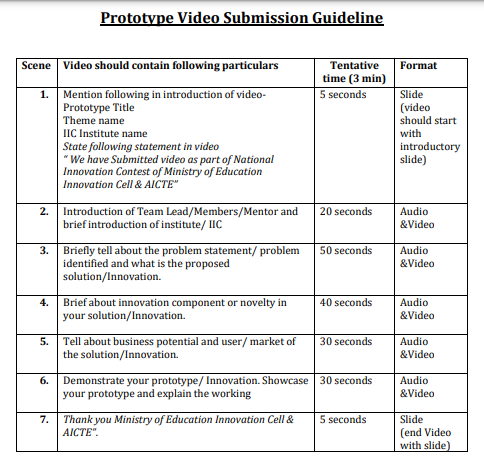 Prototype Video Submission Guideline
Scene Video should contain following particulars Tentative time (3 min) Format
1. Mention following in introduction of video- 5 seconds Slide
Prototype Title (video
Theme name should start
IIC Institute name with
State following statement in video introductory
“ We have Submitted video as part of National slide)
Innovation Contest of Ministry of Education
Innovation Cell & AICTE”
2. Introduction of Team Lead/Members/Mentor and 20 seconds Audio
brief introduction of institute/ IIC &Video
3. Briefly tell about the problem statement/ problem 50 seconds Audio
identified and what is the proposed &Video
solution/Innovation.
4. Brief about innovation component or novelty in 40 seconds Audio
your solution/Innovation. &Video
5. Tell about business potential and user/ market of 30 seconds Audio
the solution/Innovation. &Video
6. Demonstrate your prototype/ Innovation. Showcase 30 seconds Audio
your prototype and explain the working &Video
7. Thank you Ministry of Education Innovation Cell & 5 seconds Slide
AICTE”. (end Video
with slide)